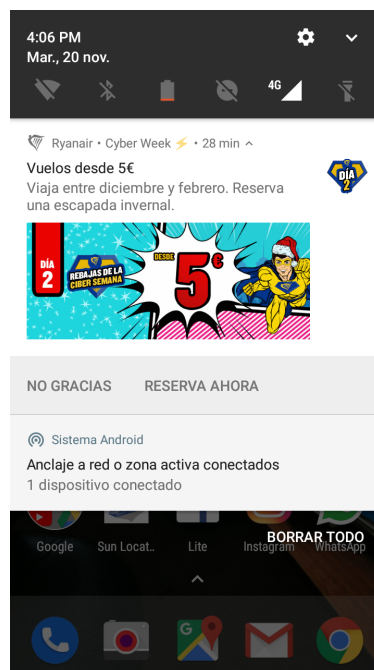 4:06 PM
Mar., 20 nov.
4G
Ryanair • Cyber Week ⚡ • 28 min
Vuelos desde 5€
Viaja entre diciembre y febrero. Reserva
una escapada invernal.
DÍA
2
DÍA
2
REBAJAS DE LA
CIBER SEMANA
DESDE
5€
NO GRACIAS
RESERVA AHORA
Sistema Android
Anclaje a red o zona activa conectados
1 dispositivo conectado
BORRAR TODO
Google
Sun Locat..
Lite
Instagram
WhatsApp